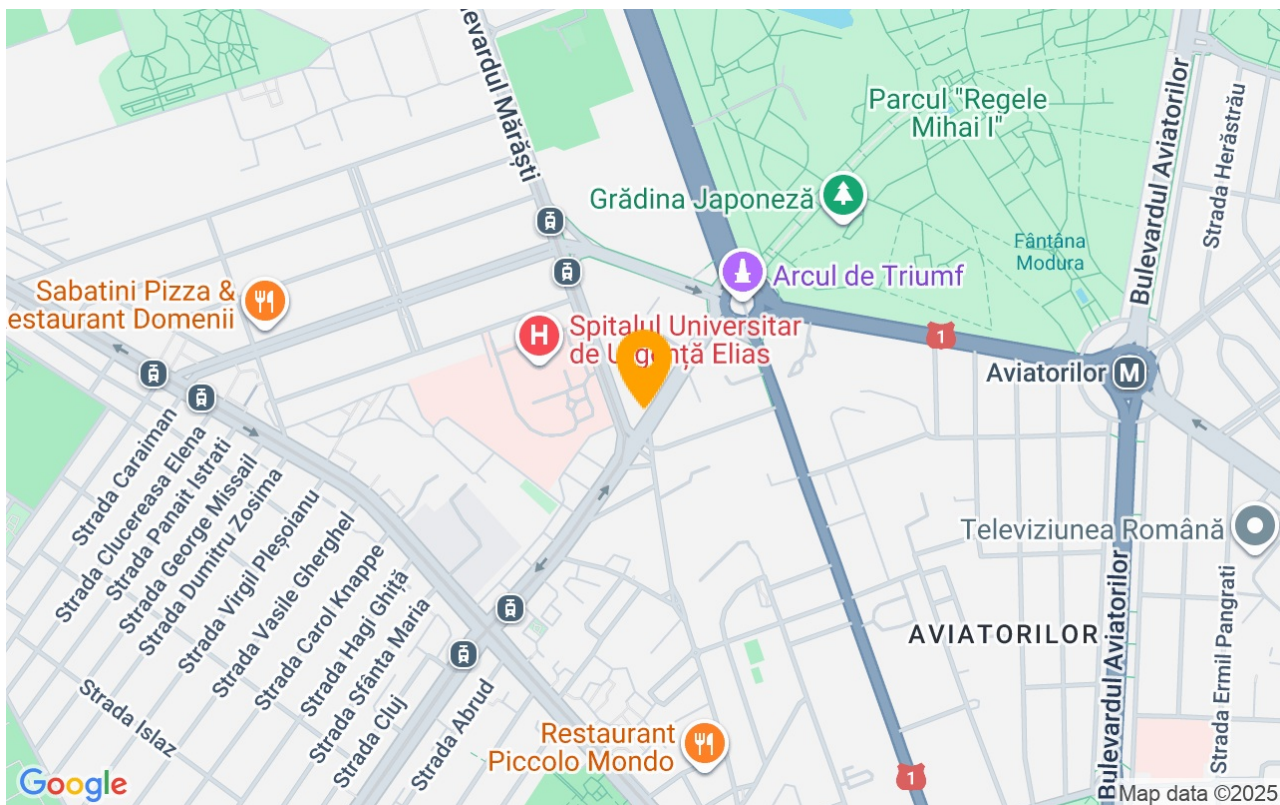 Bulevardul Aviatorilor
Strada Herăstrău
evardul Mărăști
Parcul "Regele
Mihai I"
Grădina Japoneză
Fântâna
Modura
Arcul de Triumf
Sabatini Pizza &
estaurant Domenii
H
Spitalul Universitar
de Urgență Elias
1
Aviatorilor
M
Strada Caraiman
Strada Clucereasa Elena
Strada Panait Istrati
Strada George Missail
Strada Dumitru Zosima
Strada Virgil Pleșoianu
Strada Vasile Gherghel
Strada Carol Knappe
Strada Hagi Ghiță
Strada Sfânta Maria
Strada Cluj
Strada Abrud
Strada Islaz
Televiziunea Română
AVIATORILOR
Bulevardul Aviatorilor
Strada Ermil Pangrati
Restaurant
Piccolo Mondo
1
Google
Map data ©2025